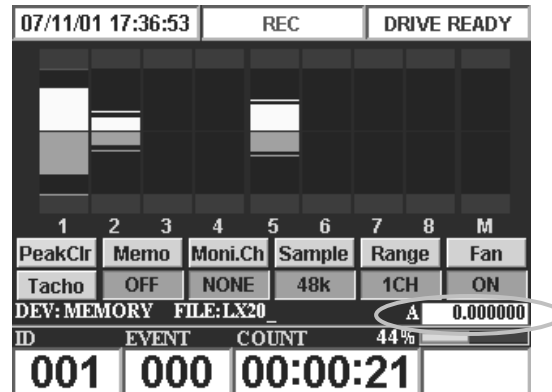 07/11/01 17:36:53 REC DRIVE READY
1 2 3 4 5 6 7 8 M
PeakClr Memo Moni.Ch Sample Range Fan
Tacho OFF NONE 48k 1CH ON
DEV:MEMORY FILE:LX20_ A 0.000000
ID EVENT COUNT 44%
001 000 00:00:21